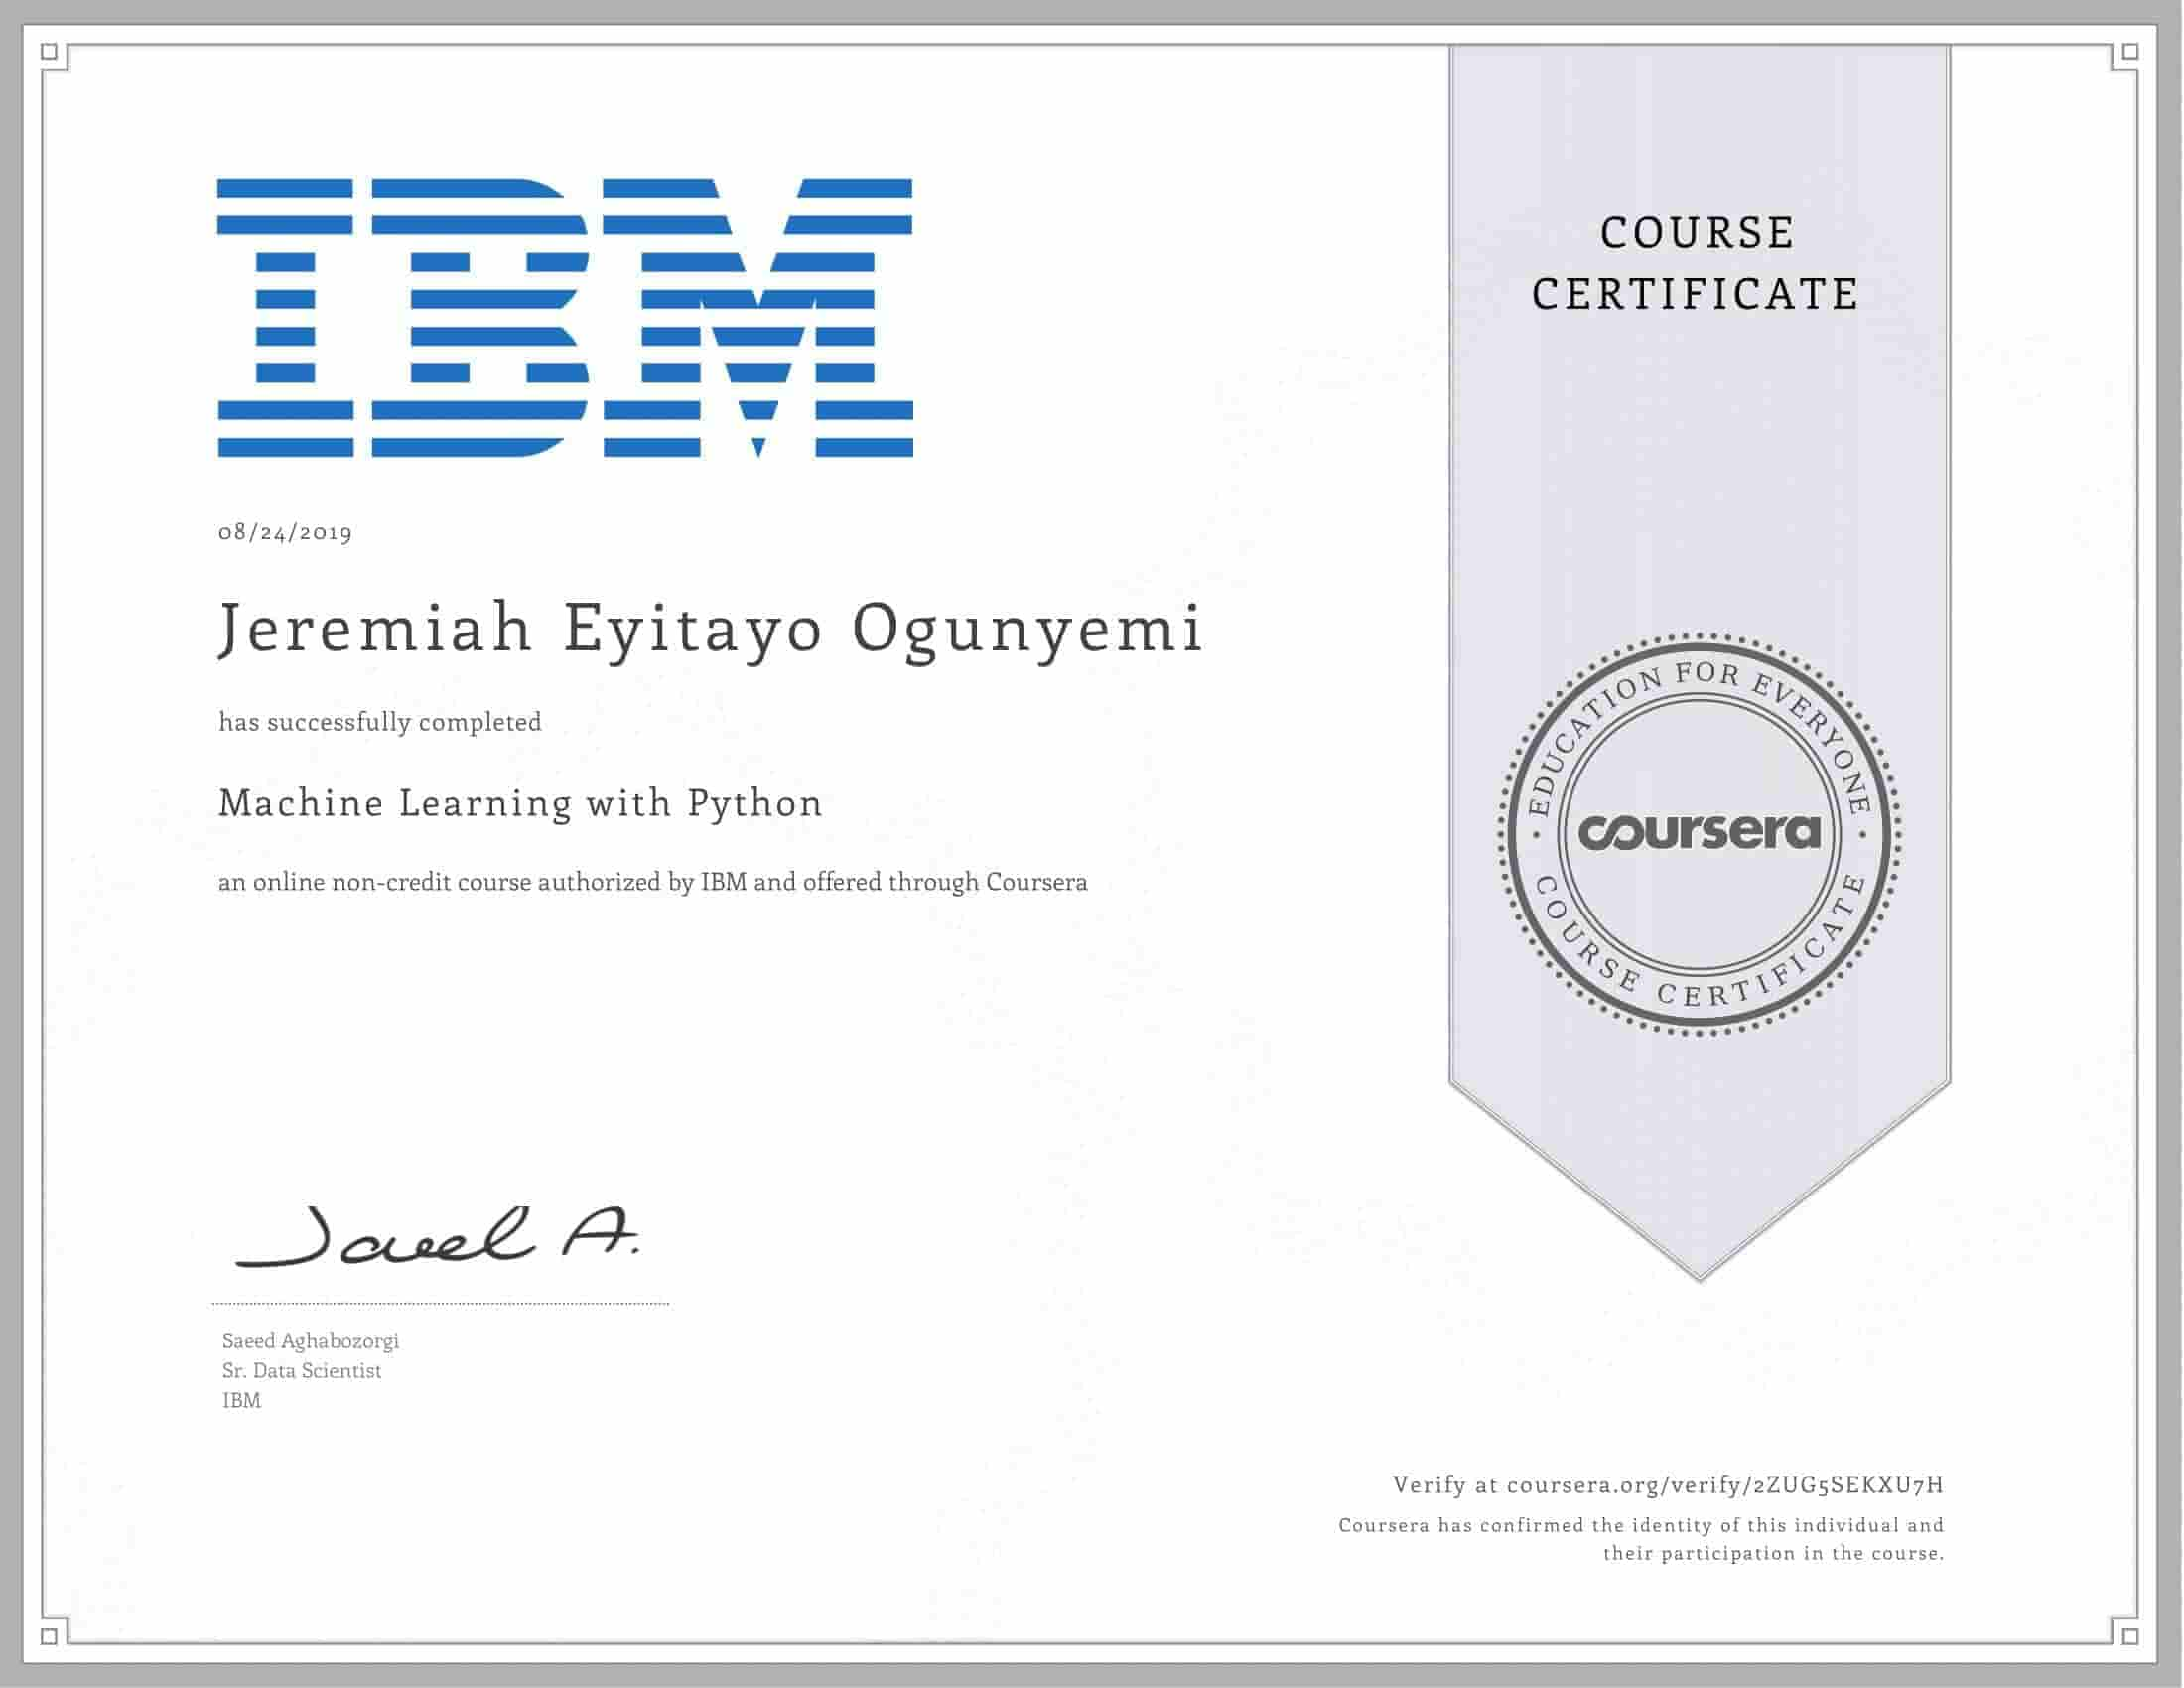 IBM
COURSE
CERTIFICATE
08/24/2019
Jeremiah Eyitayo Ogunyemi
has successfully completed
Machine Learning with Python
an online non-credit course authorized by IBM and offered through Coursera
EDUCATION FOR EVERYONE
coursera
COURSE CERTIFICATE
Saeed Aghabozorgi
Sr. Data Scientist
IBM
Verify at coursera.org/verify/2ZUG5SEKXU7H
Coursera has confirmed the identity of this individual and
their participation in the course.